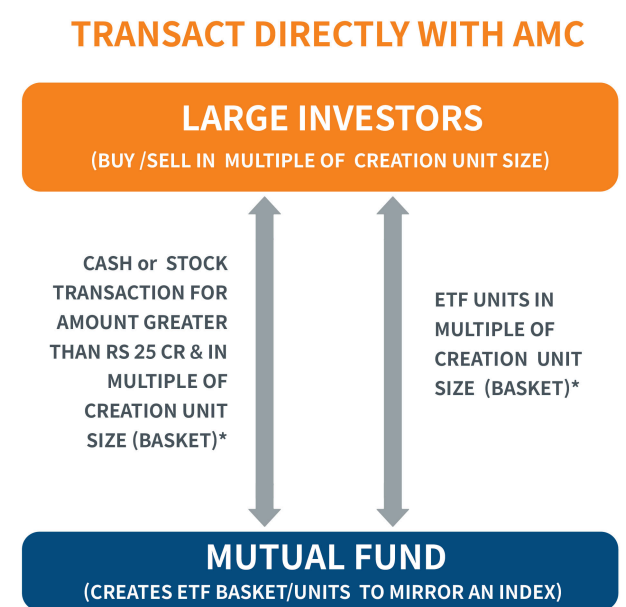 TRANSACT DIRECTLY WITH AMC
LARGE INVESTORS
(BUY /SELL IN MULTIPLE OF CREATION UNIT SIZE)
CASH or STOCK
TRANSACTION FOR
AMOUNT GREATER
THAN RS 25 CR & IN
MULTIPLE OF
CREATION UNIT
SIZE (BASKET)*
ETF UNITS IN
MULTIPLE OF
CREATION UNIT
SIZE (BASKET)*
MUTUAL FUND
(CREATES ETF BASKET/UNITS TO MIRROR AN INDEX)